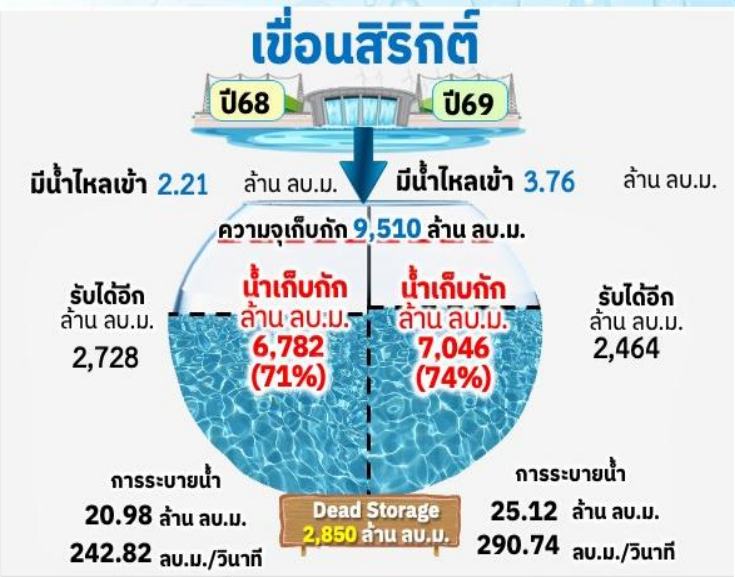 เขื่อนสิริกิติ์
ปี68
ปี69
มีน้ำไหลเข้า 2.21 ล้าน ลบ.ม.
มีน้ำไหลเข้า 3.76 ล้าน ลบ.ม.
ความจุเก็บกัก 9,510 ล้าน ลบ.ม.
รับได้อีก
ล้าน ลบ.ม.
2,728
น้ำเก็บกัก
ล้าน ลบ.ม.
6,782
(71%)
น้ำเก็บกัก
ล้าน ลบ.ม.
7,046
(74%)
รับได้อีก
ล้าน ลบ.ม.
2,464
การระบายน้ำ
20.98 ล้าน ลบ.ม.
242.82 ลบ.ม./วินาที
Dead Storage
2,850 ล้าน ลบ.ม.
การระบายน้ำ
25.12 ล้าน ลบ.ม.
290.74 ลบ.ม./วินาที